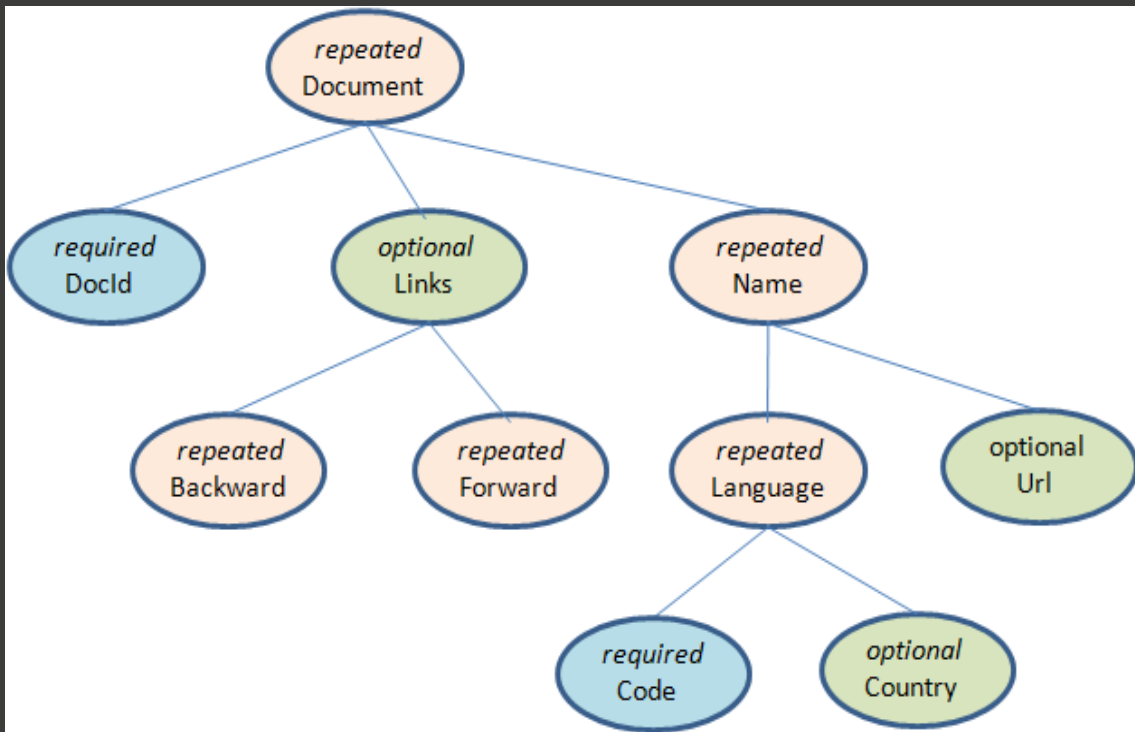 repeated
Document
required
DocId
optional
Links
repeated
Name
repeated
Backward
repeated
Forward
repeated
Language
optional
Url
required
Code
optional
Country